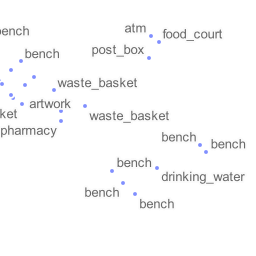 bench
atm
food_court
post_box
bench
waste_basket
artwork
ket
waste_basket
pharmacy
bench
bench
bench
drinking_water
bench
bench